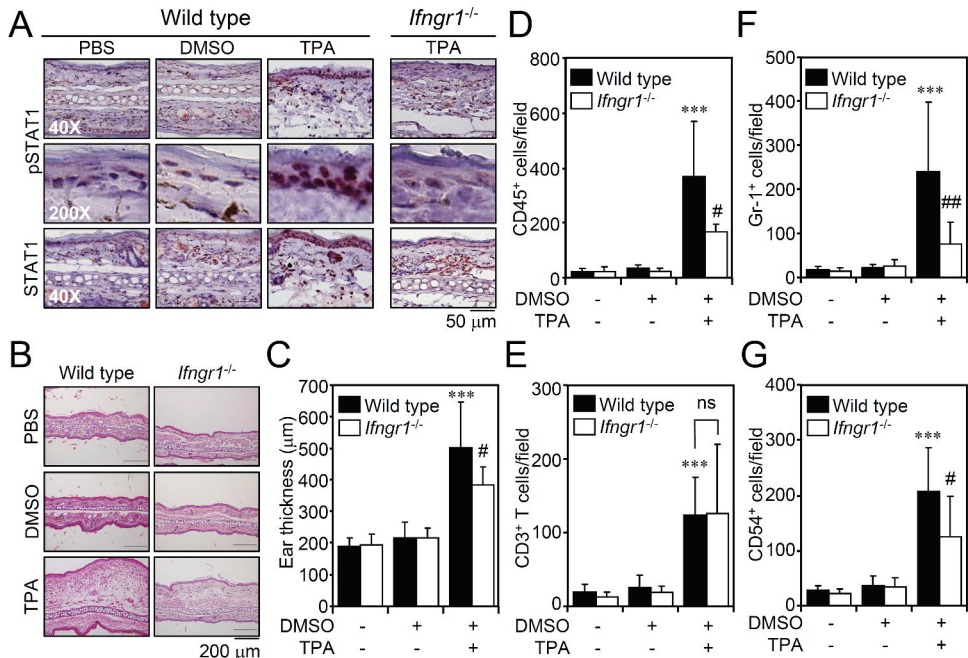 A
Wild type
Ifngr1-/-
PBS
DMSO
TPA
TPA
pSTAT1
40X
200X
STAT1
40X
50 µm
B
Wild type
Ifngr1-/-
PBS
DMSO
TPA
200 µm
C
Ear thickness (µm)
700
600
500
400
300
200
100
0
Wild type
Ifngr1-/-
***
#
DMSO - + +
TPA - - +
D
CD45+ cells/field
800
600
400
200
0
Wild type
Ifngr1-/-
***
#
DMSO - + +
TPA - - +
E
CD3+ T cells/field
300
200
100
0
Wild type
Ifngr1-/-
ns
***
DMSO - + +
TPA - - +
F
Gr-1+ cells/field
500
400
300
200
100
0
Wild type
Ifngr1-/-
***
##
- + +
- - +
G
CD54+ cells/field
400
300
200
100
0
Wild type
Ifngr1-/-
***
#
- + +
- - +